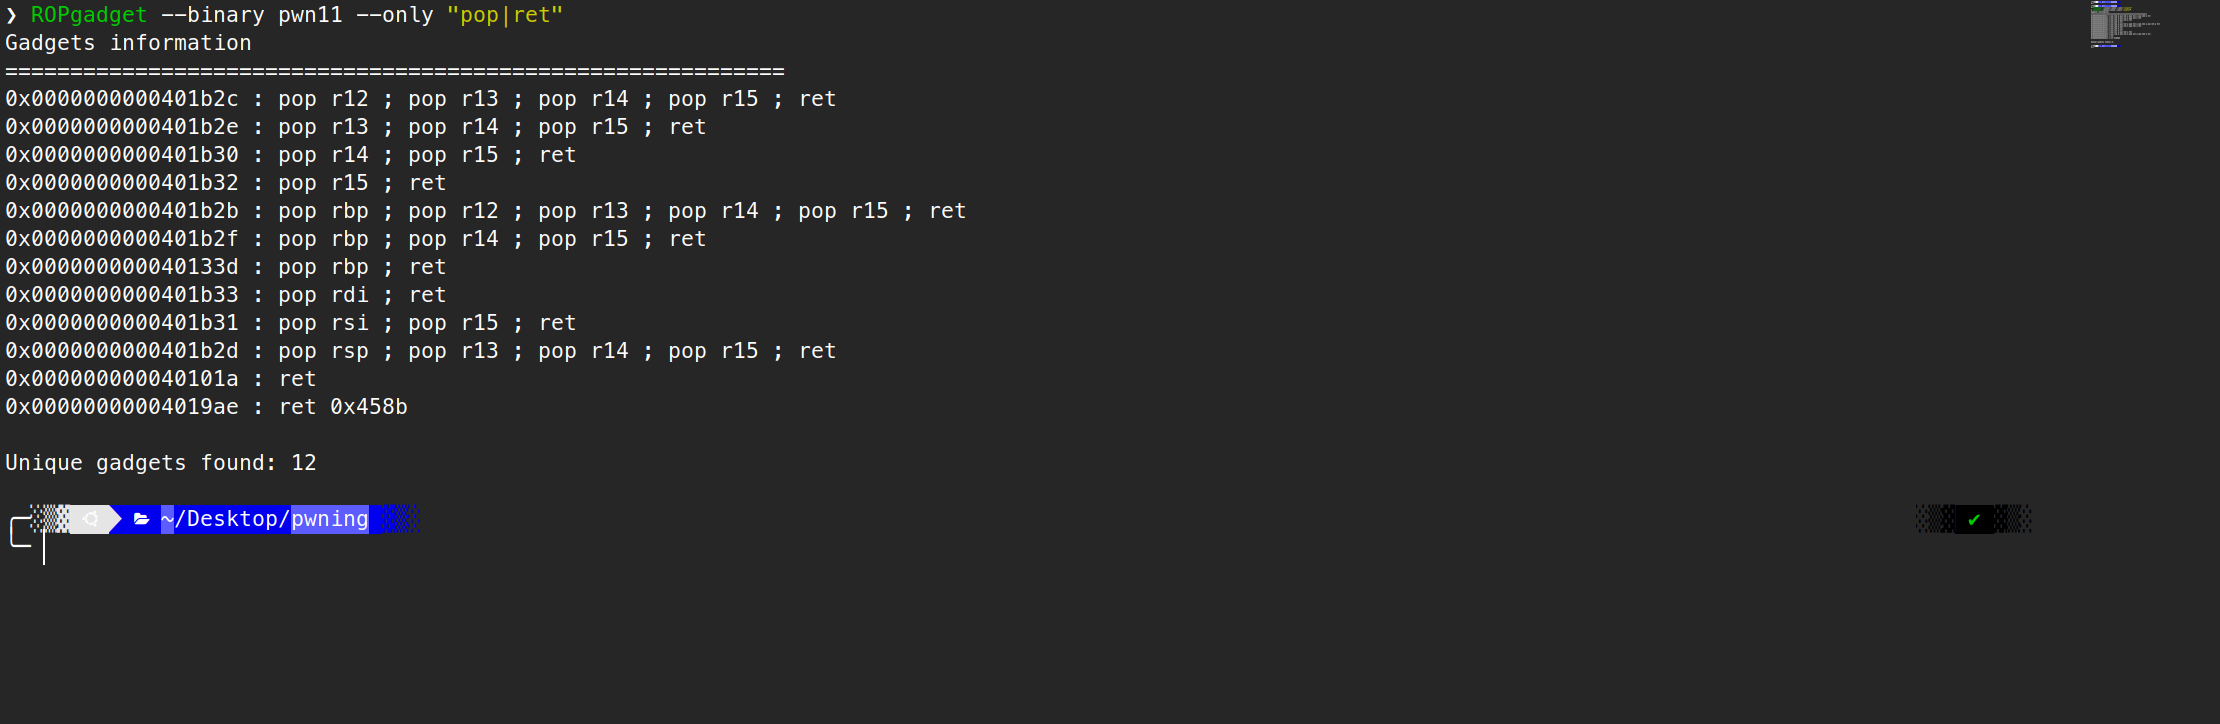 ❯ ROPgadget --binary pwn11 --only "pop|ret"
Gadgets information
============================================================
0x0000000000401b2c : pop r12 ; pop r13 ; pop r14 ; pop r15 ; ret
0x0000000000401b2e : pop r13 ; pop r14 ; pop r15 ; ret
0x0000000000401b30 : pop r14 ; pop r15 ; ret
0x0000000000401b32 : pop r15 ; ret
0x0000000000401b2b : pop rbp ; pop r12 ; pop r13 ; pop r14 ; pop r15 ; ret
0x0000000000401b2f : pop rbp ; pop r14 ; pop r15 ; ret
0x000000000040133d : pop rbp ; ret
0x0000000000401b33 : pop rdi ; ret
0x0000000000401b31 : pop rsi ; pop r15 ; ret
0x0000000000401b2d : pop rsp ; pop r13 ; pop r14 ; pop r15 ; ret
0x000000000040101a : ret
0x00000000004019ae : ret 0x458b
Unique gadgets found: 12
~/Desktop/pwning ✔